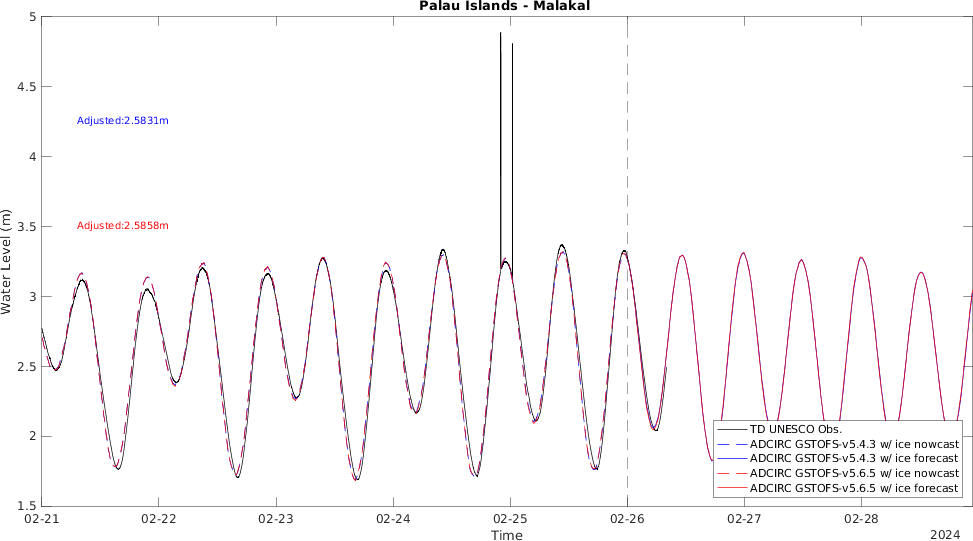 Palau Islands - Malakal
5
4.5
4
3.5
3
2.5
2
1.5
Water Level (m)
Adjusted:2.5831m
Adjusted:2.5858m
TD UNESCO Obs.
ADCIRC GSTOFS-v5.4.3 w/ ice nowcast
ADCIRC GSTOFS-v5.4.3 w/ ice forecast
ADCIRC GSTOFS-v5.6.5 w/ ice nowcast
ADCIRC GSTOFS-v5.6.5 w/ ice forecast
02-21 02-22 02-23 02-24 02-25 02-26 02-27 02-28
Time
2024